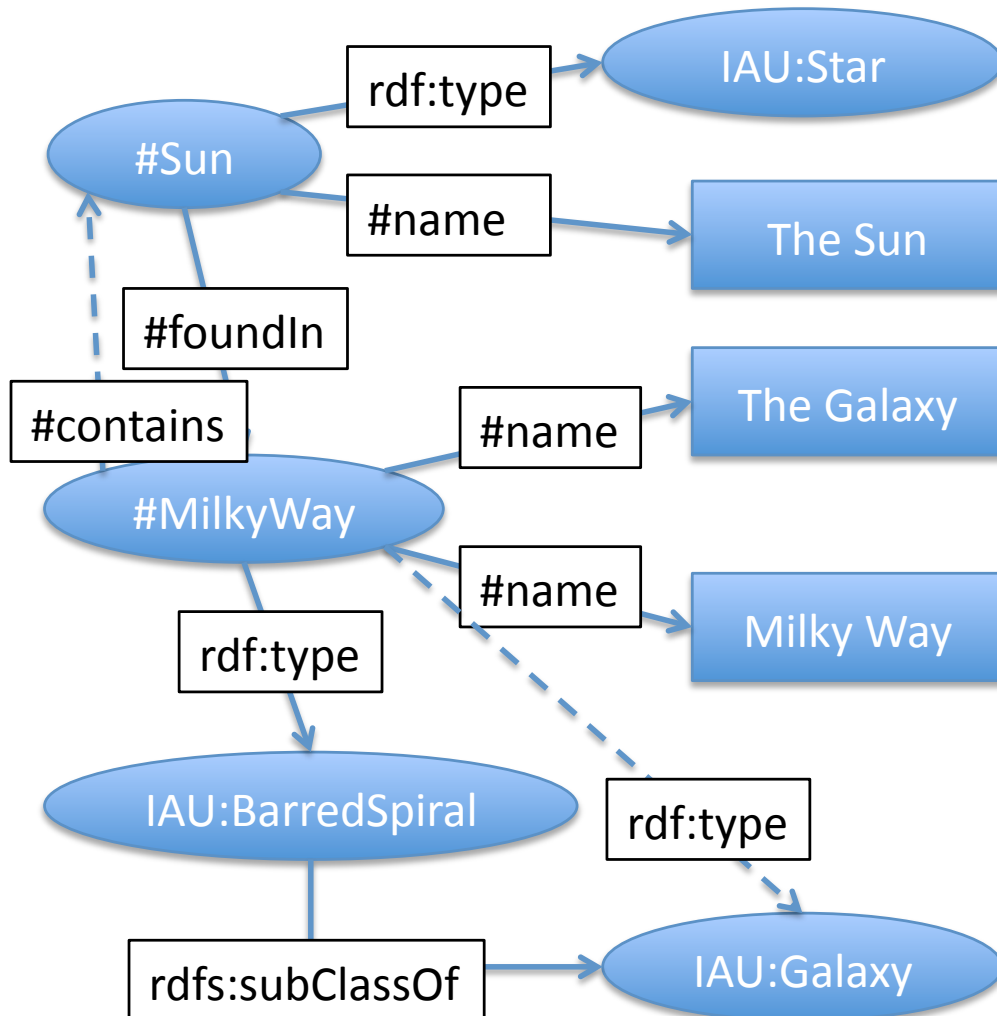 IAU:Star
rdf:type
#Sun
#name
The Sun
#foundIn
The Galaxy
#contains
#name
#MilkyWay
#name
Milky Way
rdf:type
IAU:BarredSpiral
rdf:type
IAU:Galaxy
rdfs:subClassOf